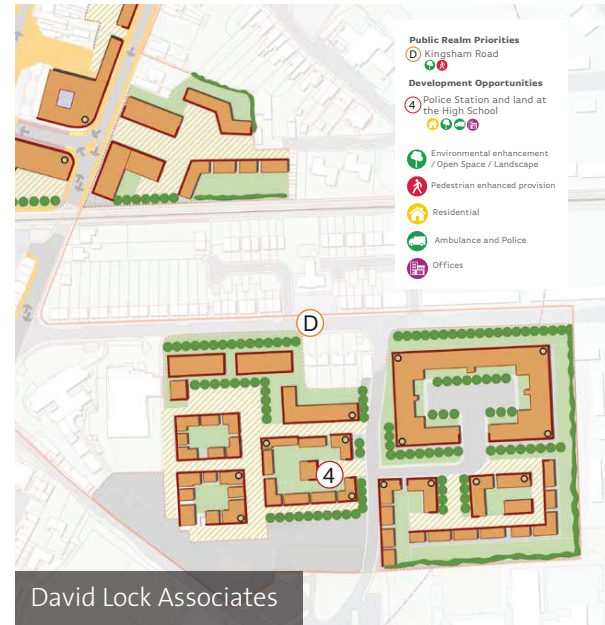 Public Realm Priorities
D Kingsham Road
Development Opportunities
4 Police Station and land at
the High School
Environmental enhancement
/ Open Space / Landscape
Pedestrian enhanced provision
Residential
Ambulance and Police
Offices
D
4
David Lock Associates